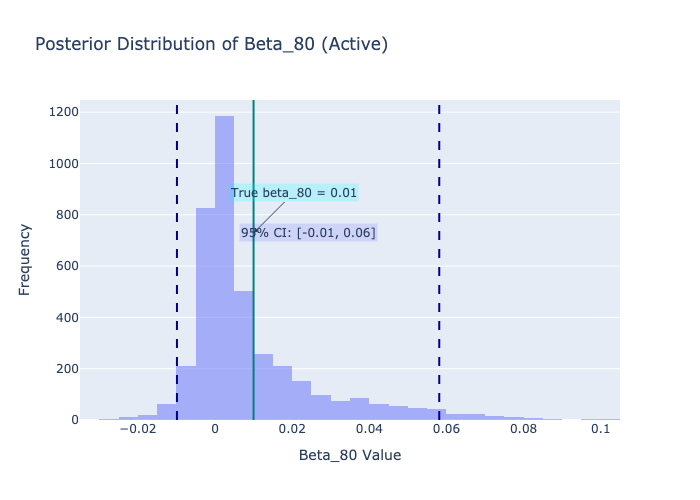 Posterior Distribution of Beta_80 (Active)
1200
1000
800
600
400
200
0
Frequency
True beta_80 = 0.01
95% CI: [-0.01, 0.06]
−0.02
0
0.02
0.04
0.06
0.08
0.1
Beta_80 Value